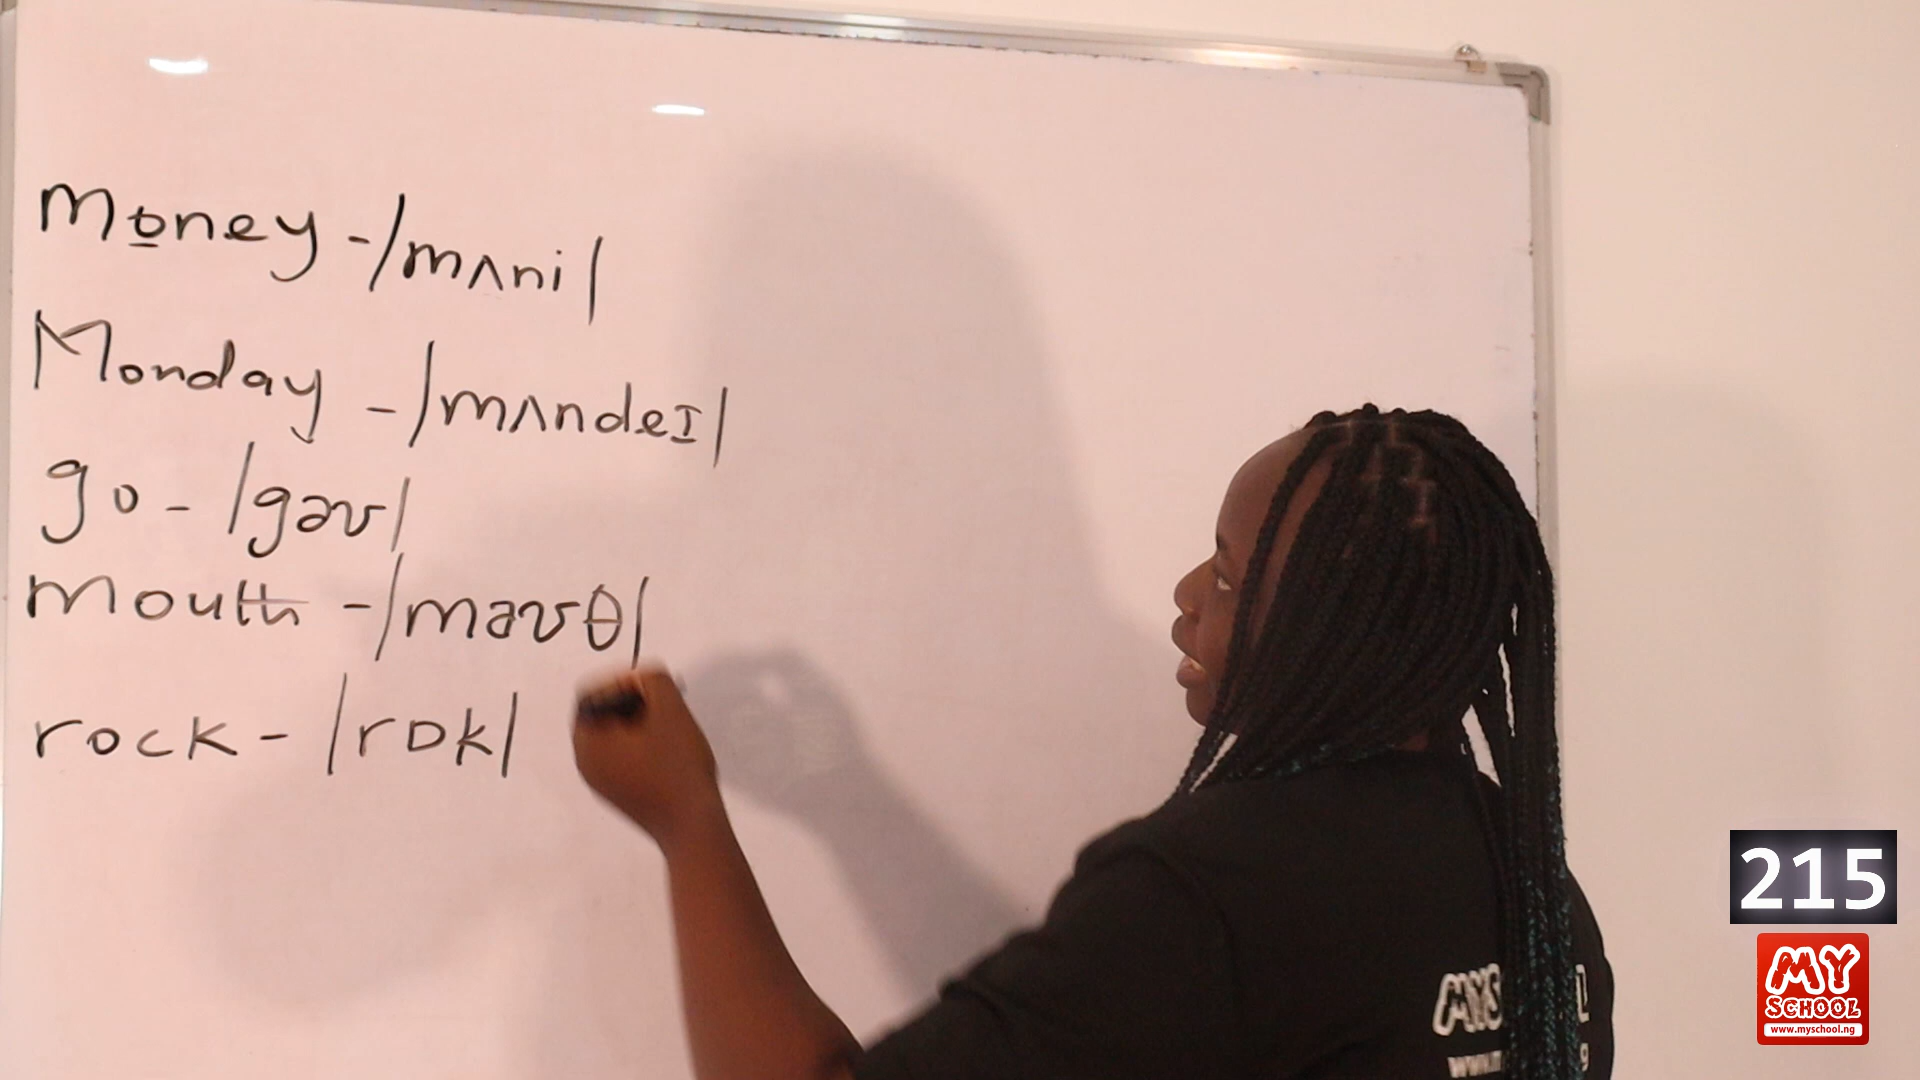 money - /mʌni/
Monday - /mʌndeɪ/
go - /gəʊ/
mouth - /maʊθ/
rock - /rɒk/
215
MY
SCHOOL
www.myschool.ng